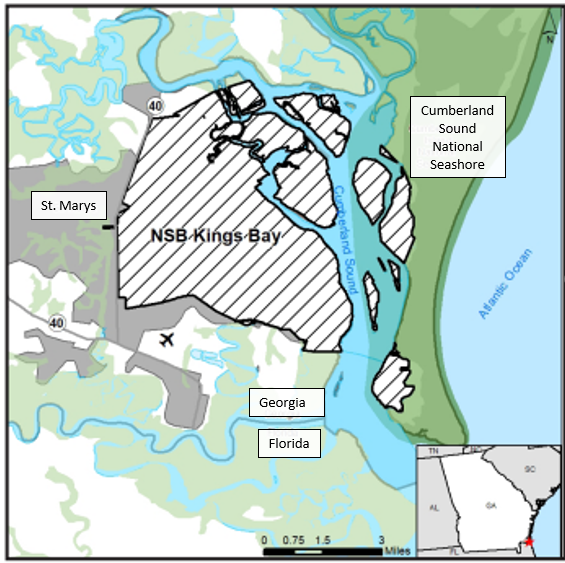 N
40
Cumberland
Sound
National
Seashore
St. Marys
NSB Kings Bay
Cumberland Sound
Atlantic Ocean
40
Georgia
Florida
TN
SC
AL
GA
FL
0 0.75 1.5 3
Miles